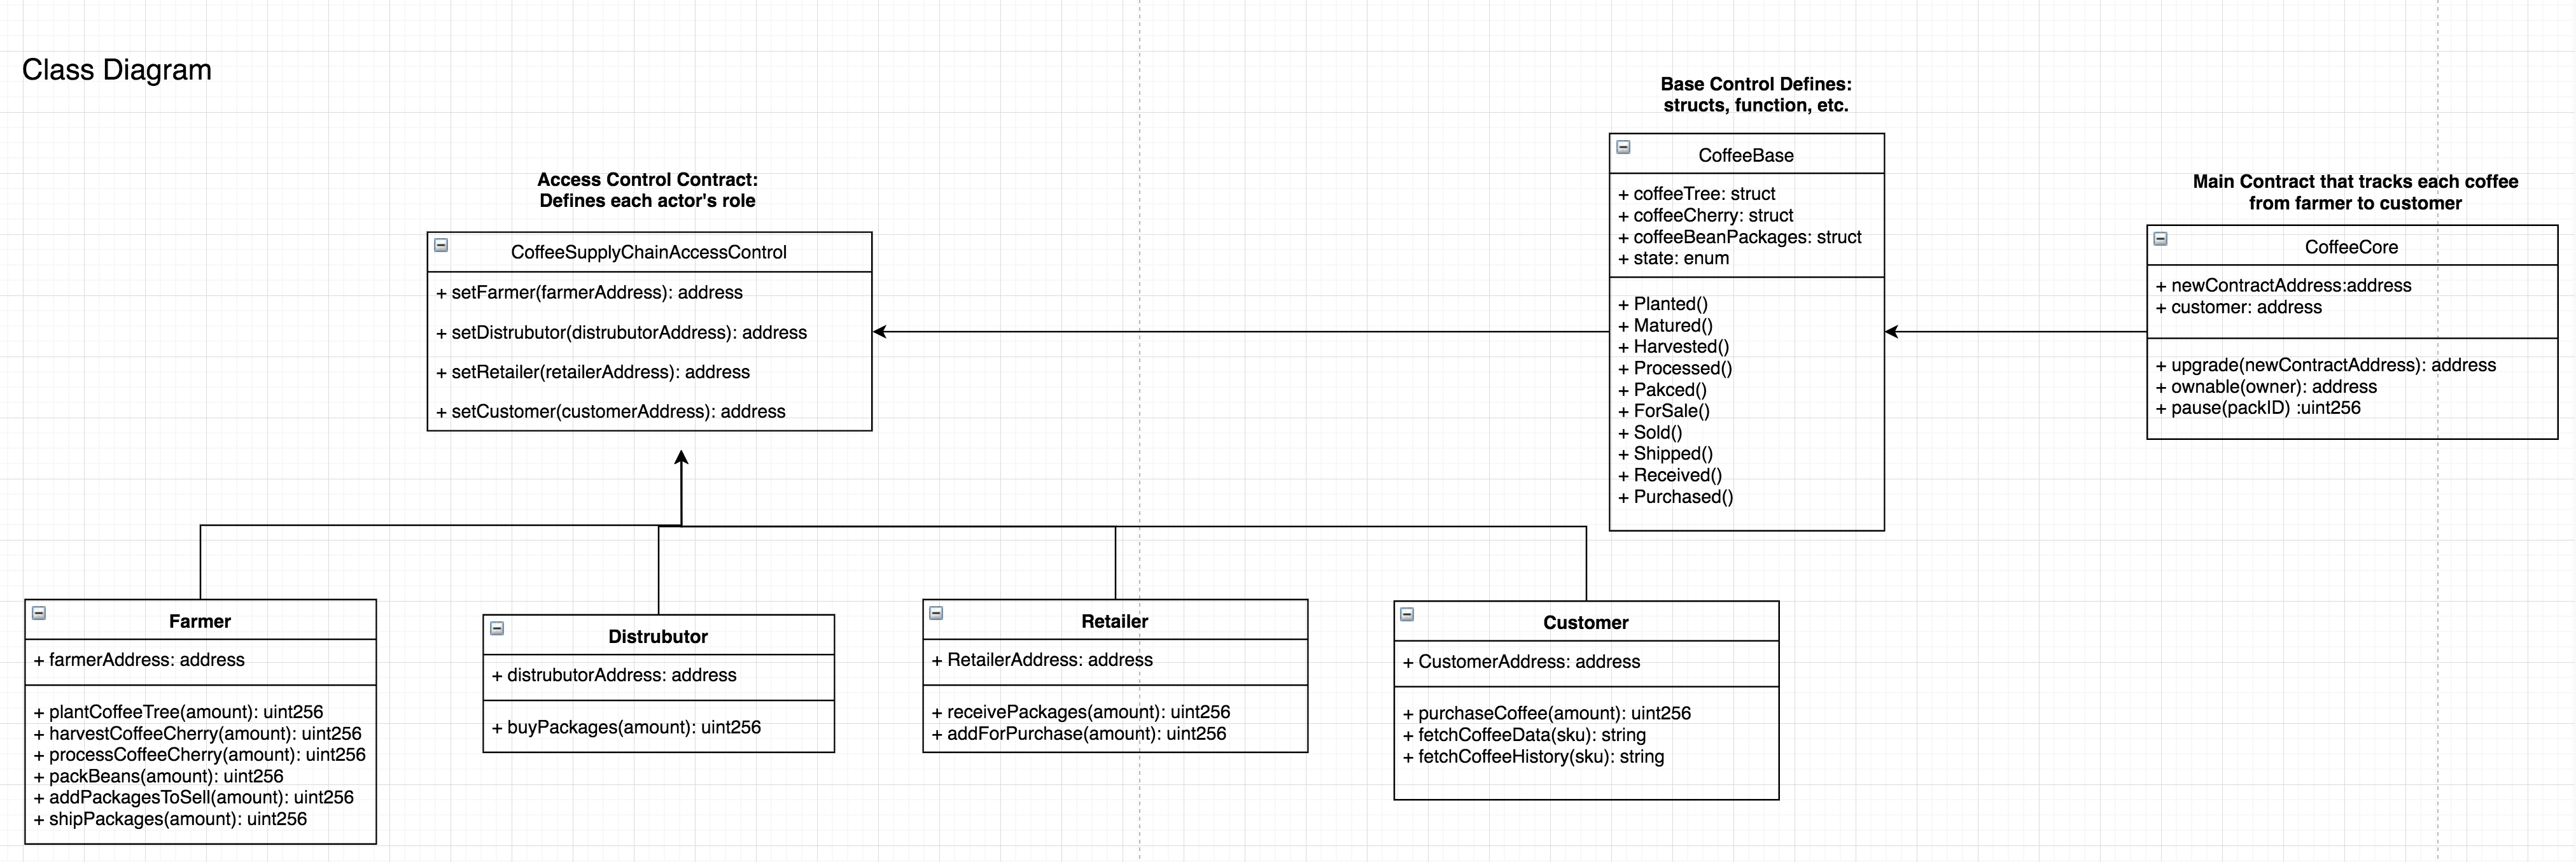 Class Diagram
Access Control Contract:
Defines each actor's role
CoffeeSupplyChainAccessControl
+ setFarmer(farmerAddress): address
+ setDistrubutor(distrubutorAddress): address
+ setRetailer(retailerAddress): address
+ setCustomer(customerAddress): address
Base Control Defines:
structs, function, etc.
CoffeeBase
+ coffeeTree: struct
+ coffeeCherry: struct
+ coffeeBeanPackages: struct
+ state: enum
+ Planted()
+ Matured()
+ Harvested()
+ Processed()
+ Pakced()
+ ForSale()
+ Sold()
+ Shipped()
+ Received()
+ Purchased()
Main Contract that tracks each coffee
from farmer to customer
CoffeeCore
+ newContractAddress:address
+ customer: address
+ upgrade(newContractAddress): address
+ ownable(owner): address
+ pause(packID) :uint256
Farmer
+ farmerAddress: address
+ plantCoffeeTree(amount): uint256
+ harvestCoffeeCherry(amount): uint256
+ processCoffeeCherry(amount): uint256
+ packBeans(amount): uint256
+ addPackagesToSell(amount): uint256
+ shipPackages(amount): uint256
Distrubutor
+ distrubutorAddress: address
+ buyPackages(amount): uint256
Retailer
+ RetailerAddress: address
+ receivePackages(amount): uint256
+ addForPurchase(amount): uint256
Customer
+ CustomerAddress: address
+ purchaseCoffee(amount): uint256
+ fetchCoffeeData(sku): string
+ fetchCoffeeHistory(sku): string